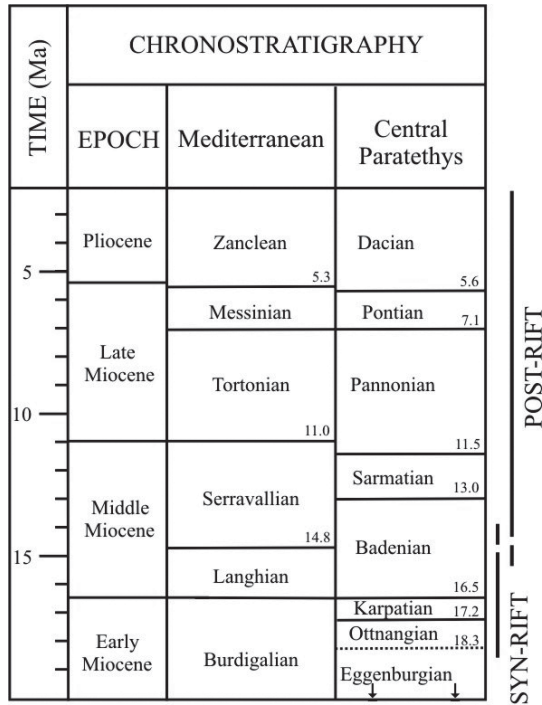 TIME (Ma)
CHRONOSTRATIGRAPHY
EPOCH
Mediterranean
Central
Paratethys
5
10
15
Pliocene
Late
Miocene
Middle
Miocene
Early
Miocene
Zanclean
5.3
Messinian
Tortonian
11.0
Serravallian
14.8
Langhian
Burdigalian
Dacian
5.6
Pontian
7.1
Pannonian
11.5
Sarmatian
13.0
Badenian
16.5
Karpatian
17.2
Ottnangian
18.3
Eggenburgian
POST-RIFT
SYN-RIFT